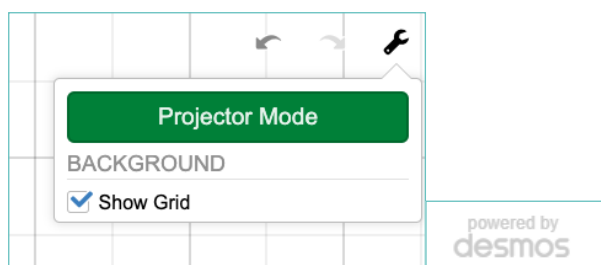 Projector Mode
BACKGROUND
Show Grid
powered by
desmos